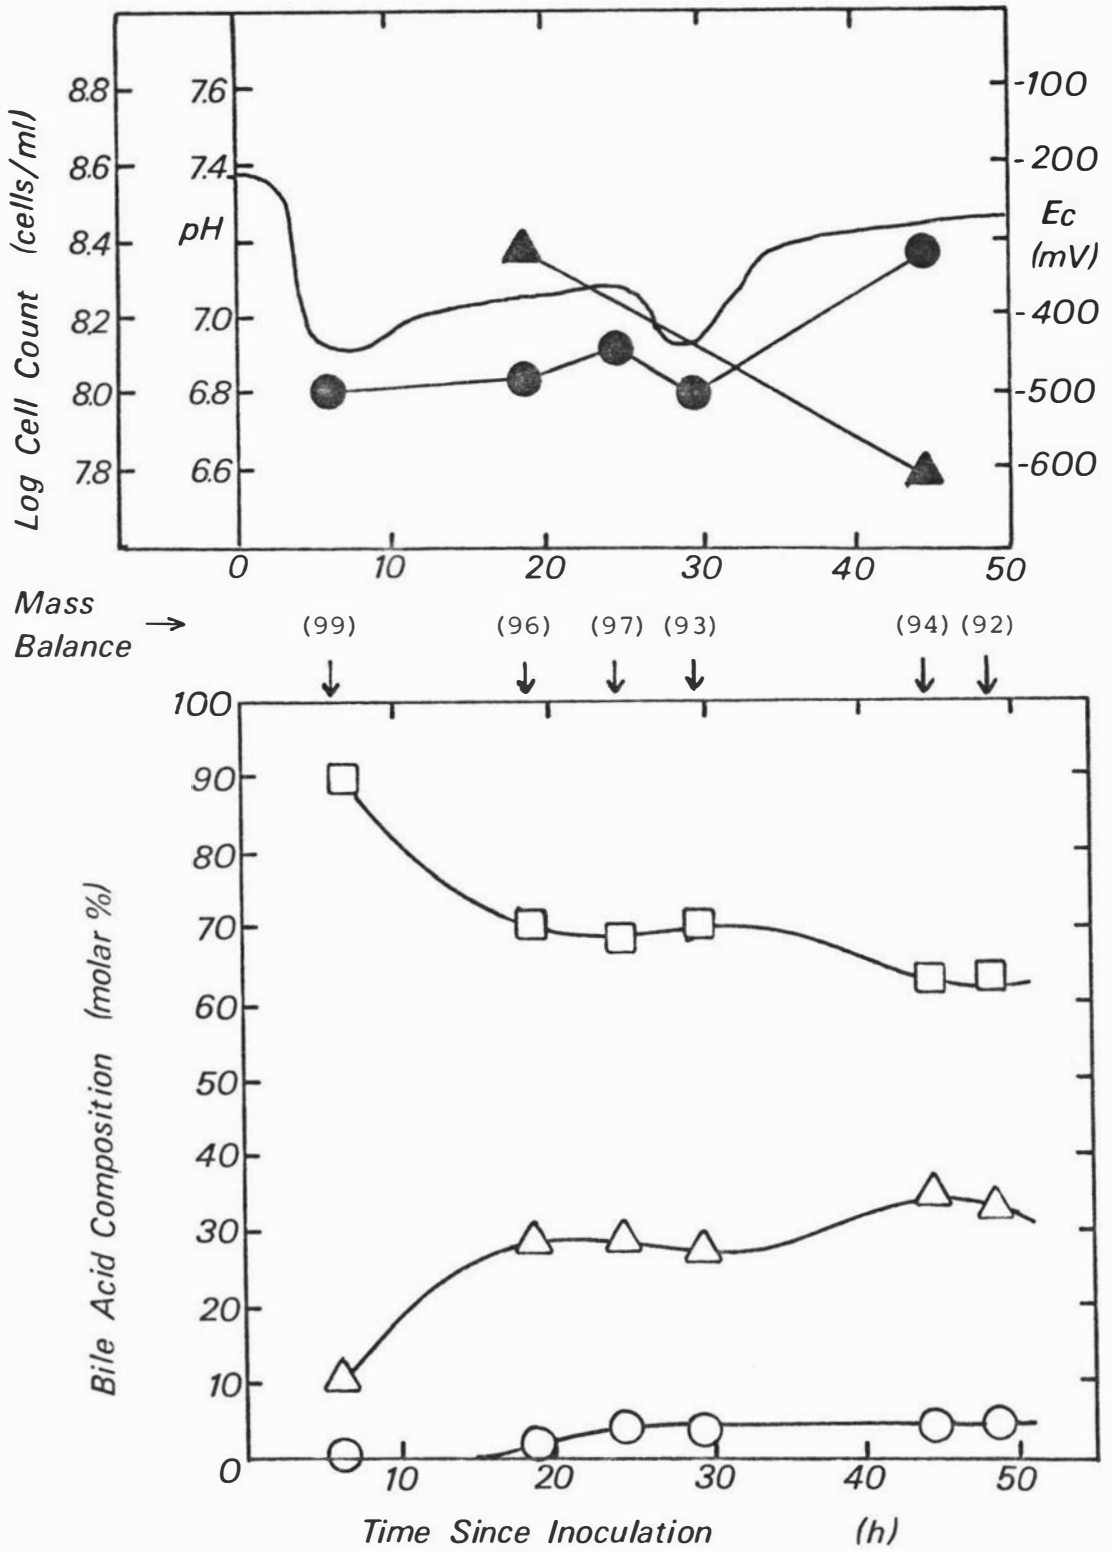 8.8 7.6 -100
8.6 7.4 -200
pH Ec
8.4 (mV)
8.2 7.0 -400
8.0 6.8 -500
7.8 6.6 -600
Log Cell Count (cells/ml)
0 10 20 30 40 50
Mass
Balance → (99) (96) (97) (93) (94) (92)
100
90
80
70
60
50
40
30
20
10
0
Bile Acid Composition (molar %)
10 20 30 40 50
Time Since Inoculation (h)